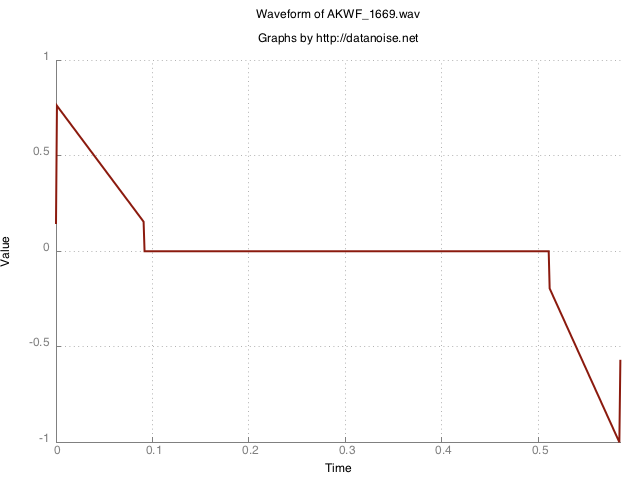 Waveform of AKWF_1669.wav
Graphs by http://datanoise.net
1
0.5
0
-0.5
-1
Value
0 0.1 0.2 0.3 0.4 0.5
Time